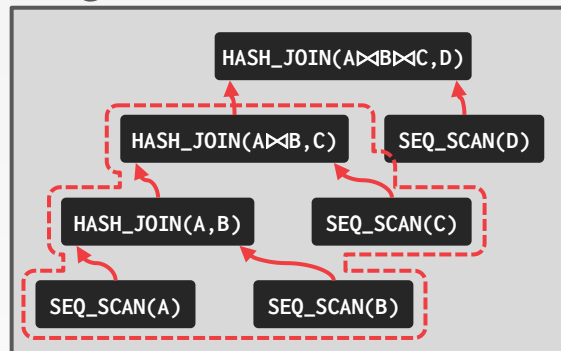 HASH_JOIN(A⨝B⨝C,D)
HASH_JOIN(A⨝B,C)
SEQ_SCAN(D)
HASH_JOIN(A,B)
SEQ_SCAN(C)
SEQ_SCAN(A)
SEQ_SCAN(B)